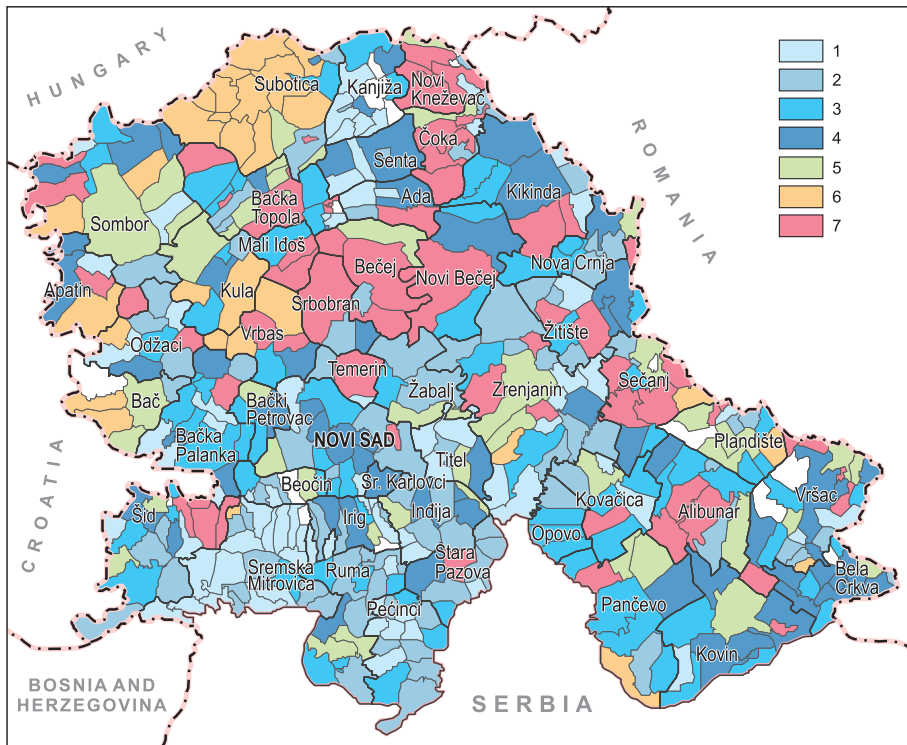 HUNGARY
ROMANIA
CROATIA
BOSNIA AND
HERZEGOVINA
SERBIA
1
2
3
4
5
6
7
Subotica
Kanjiža
Novi
Kneževac
Čoka
Senta
Ada
Kikinda
Sombor
Bačka
Topola
Mali Iđoš
Bečej
Novi Bečej
Nova Crnja
Apatin
Kula
Srbobran
Vrbas
Odžaci
Temerin
Žitište
Žabalj
Zrenjanin
Sečanj
Bač
Bački
Petrovac
Bačka
Palanka
NOVI SAD
Titel
Plandište
Beočin
Sr. Karlovci
Vršac
Šid
Irig
Inđija
Kovačica
Alibunar
Opovo
Stara
Pazova
Sremska
Mitrovica
Ruma
Pećinci
Pančevo
Bela
Crkva
Kovin